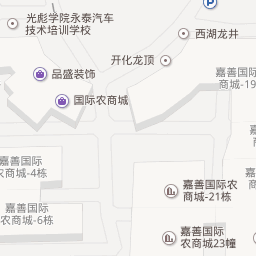 光彪学院永泰汽车
技术培训学校
西湖龙井
开化龙顶
品盛装饰
嘉善国际
商城-19
国际农商城
嘉善国际
农商城-4栋
嘉善国际农
商城-21栋
嘉善国际
农商城-6栋
嘉善国际
农商城23幢